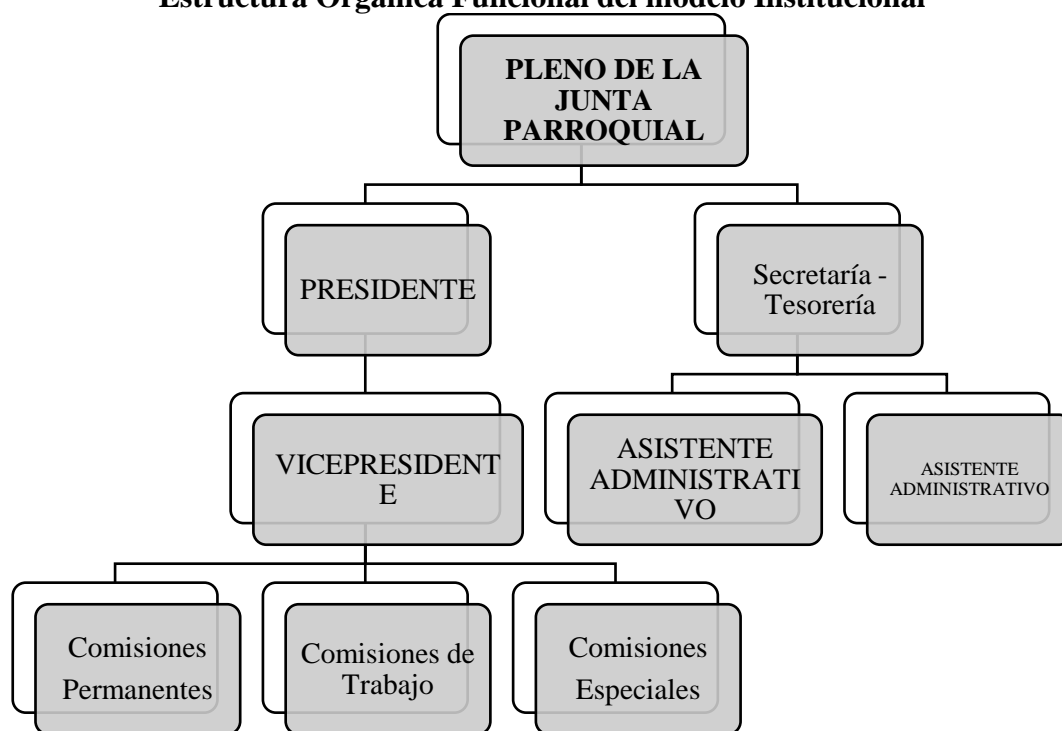 Estructura Orgánica Funcional del modelo Institucional
PLENO DE LA
JUNTA
PARROQUIAL
PRESIDENTE
Secretaría -
Tesorería
VICEPRESIDENT
E
ASISTENTE
ADMINISTRATI
VO
ASISTENTE
ADMINISTRATIVO
Comisiones
Permanentes
Comisiones de
Trabajo
Comisiones
Especiales